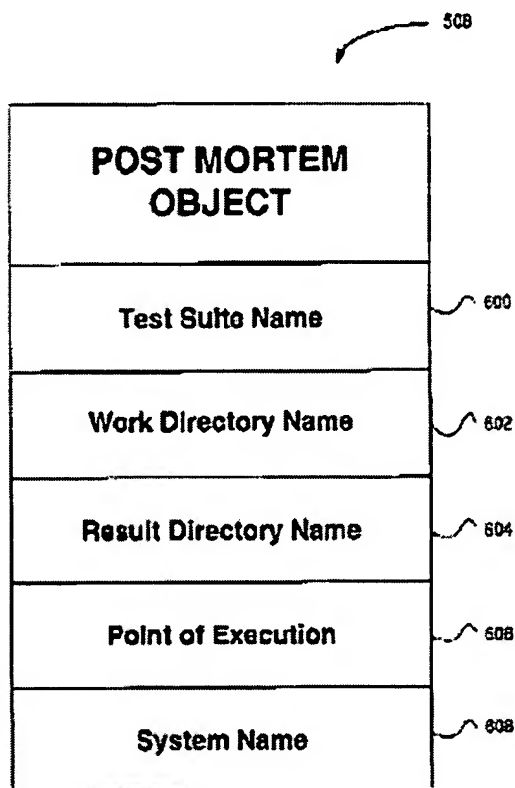 508
POST MORTEM
OBJECT
Test Suite Name
600
Work Directory Name
602
Result Directory Name
604
Point of Execution
606
System Name
608